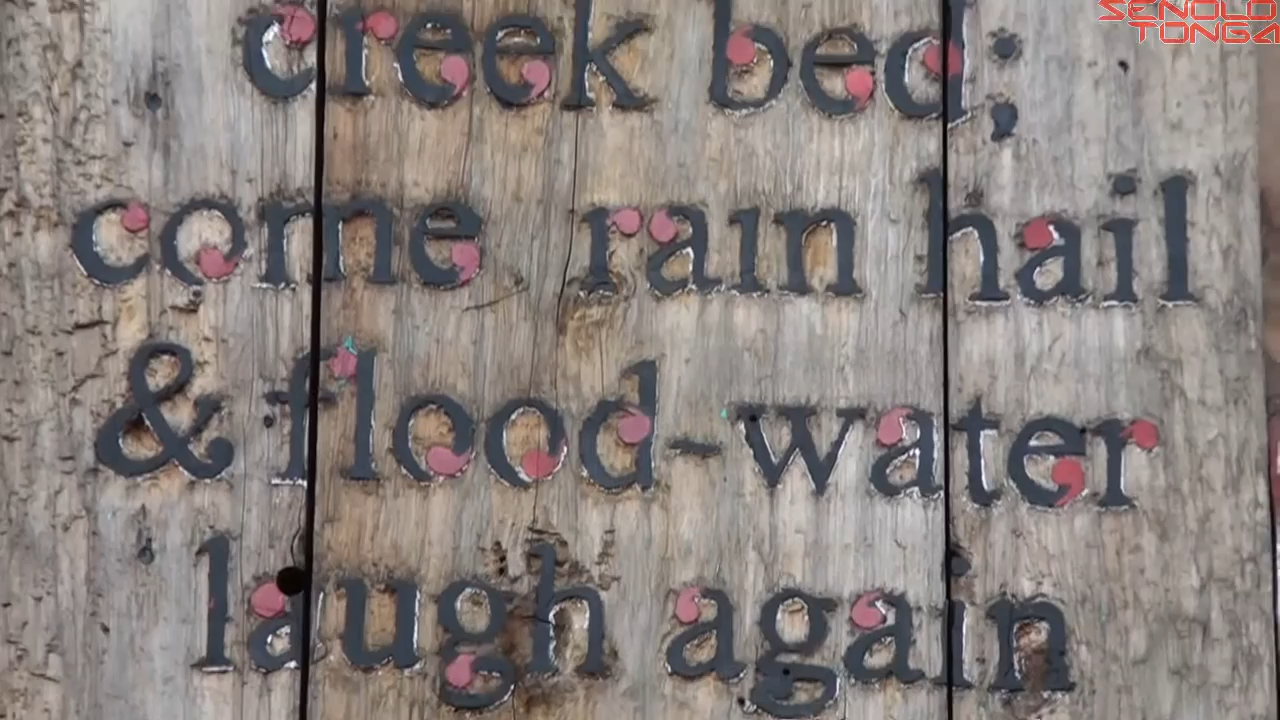 SENOLO
TONGA
creek bed;
come rain hail
& flood-water
laugh again